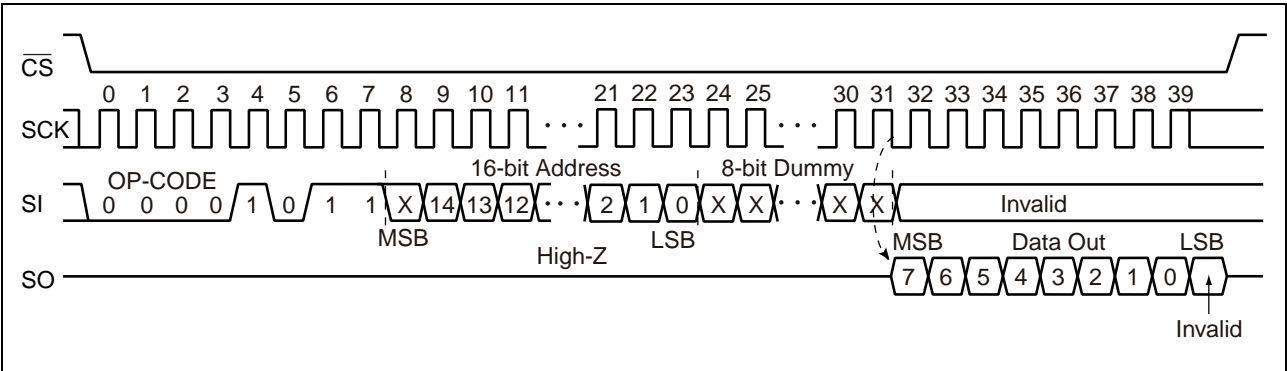 CS
0 1 2 3 4 5 6 7 8 9 10 11 21 22 23 24 25 30 31 32 33 34 35 36 37 38 39
SCK
16-bit Address 8-bit Dummy
OP-CODE
SI 0 0 0 0 1 0 1 1 X 14 13 12 2 1 0 X X X X Invalid
MSB LSB MSB Data Out LSB
High-Z
SO 7 6 5 4 3 2 1 0
Invalid